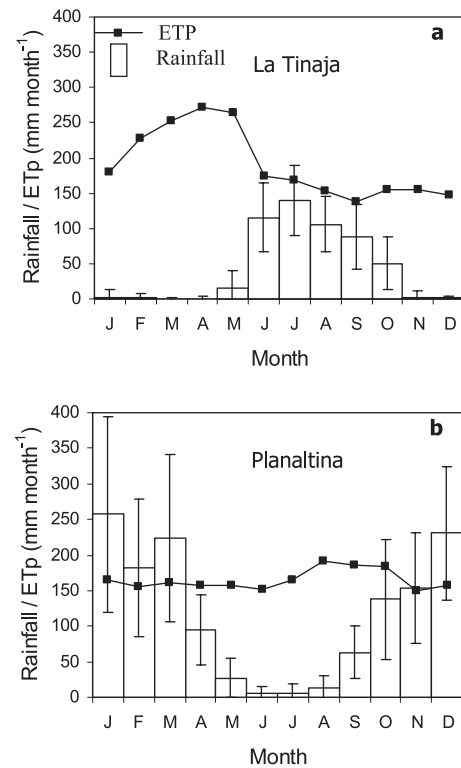 400
350
300
250
200
150
100
50
0
Rainfall / ETp (mm month⁻¹)
ETP
Rainfall
a
La Tinaja
J F M A M J J A S O N D
Month
400
350
300
250
200
150
100
50
0
Rainfall / ETp (mm month⁻¹)
b
Planaltina
J F M A M J J A S O N D
Month